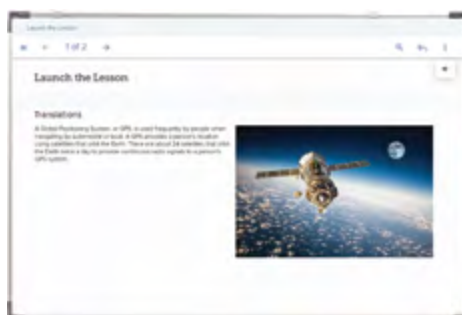 Launch the Lesson
1 of 2
Launch the Lesson
Translations
A Global Positioning System, or GPS, is used frequently by people when
navigating by automobile or boat. A GPS provides a person's location
using satellites that orbit the Earth. There are about 24 satellites that orbit
the Earth twice a day to provide continuous radio signals to a person's
GPS system.